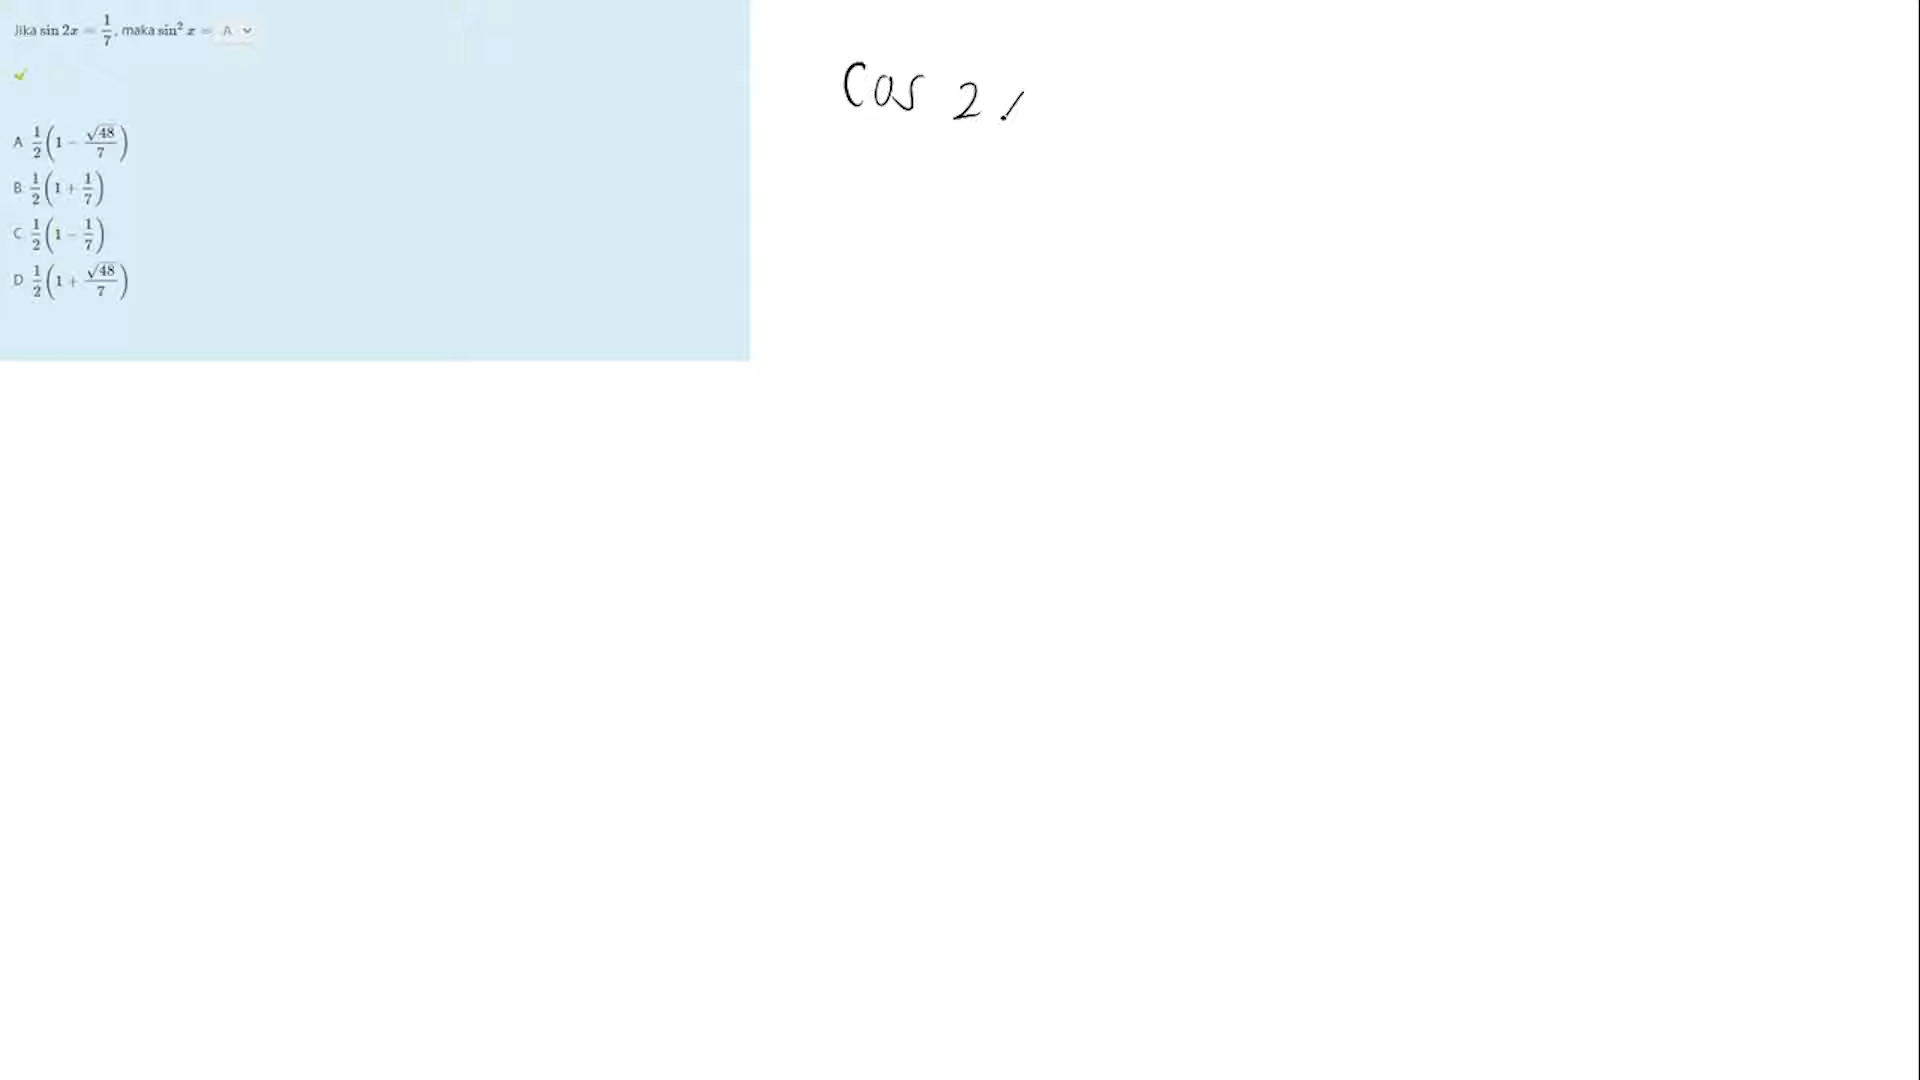 Jika sin 2x = 1/7, maka sin² x = A
A 1/2 (1 − √48/7)
B 1/2 (1 + 1/7)
C 1/2 (1 − 1/7)
D 1/2 (1 + √48/7)
Cos 2